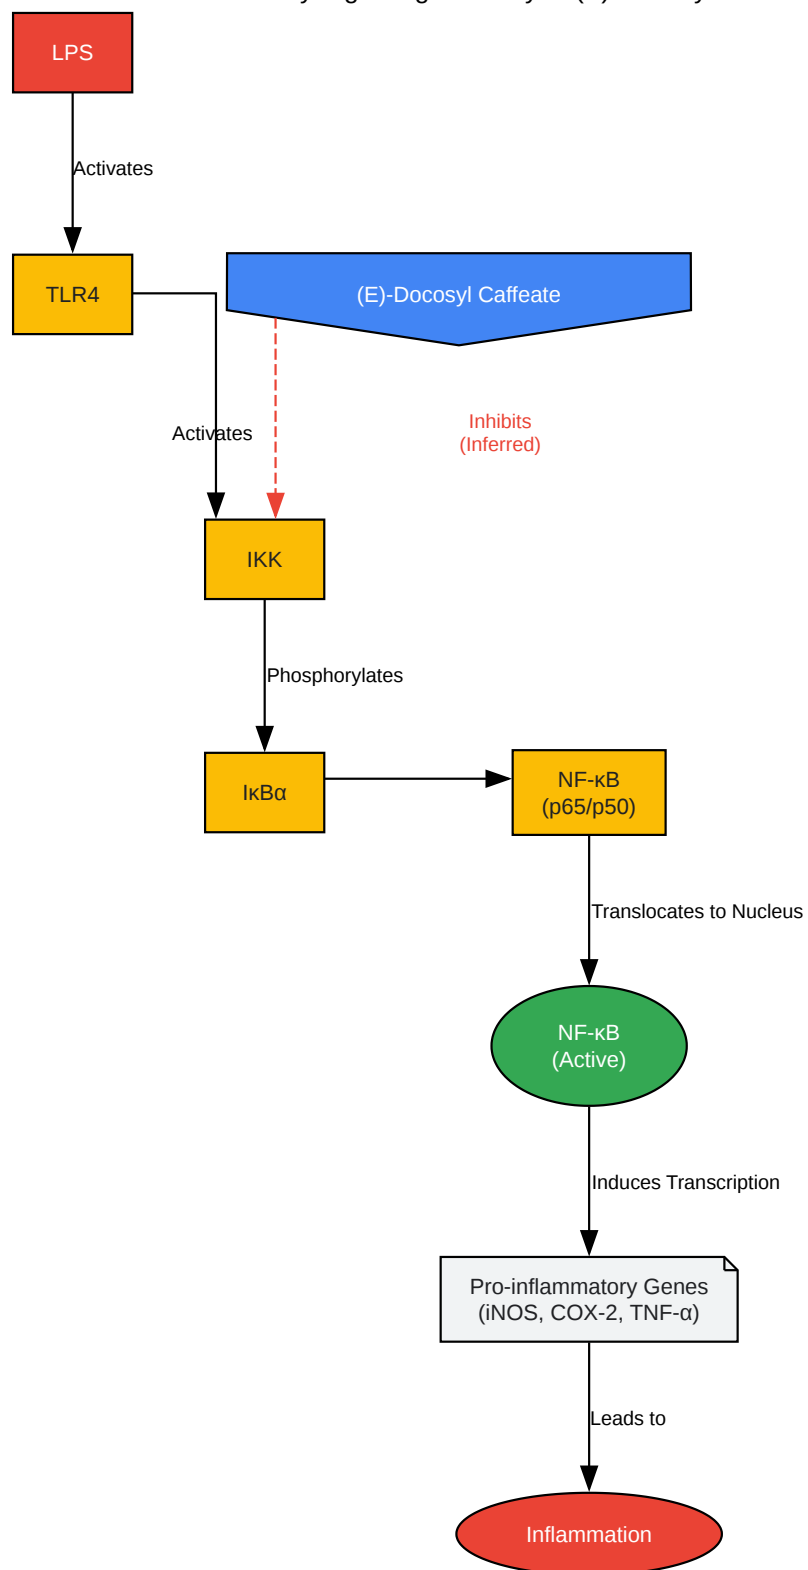 LPS
Activates
TLR4
(E)-Docosyl Caffeate
Activates
Inhibits
(Inferred)
IKK
Phosphorylates
IκBα
NF-κB
(p65/p50)
Translocates to Nucleus
NF-κB
(Active)
Induces Transcription
Pro-inflammatory Genes
(iNOS, COX-2, TNF-α)
Leads to
Inflammation